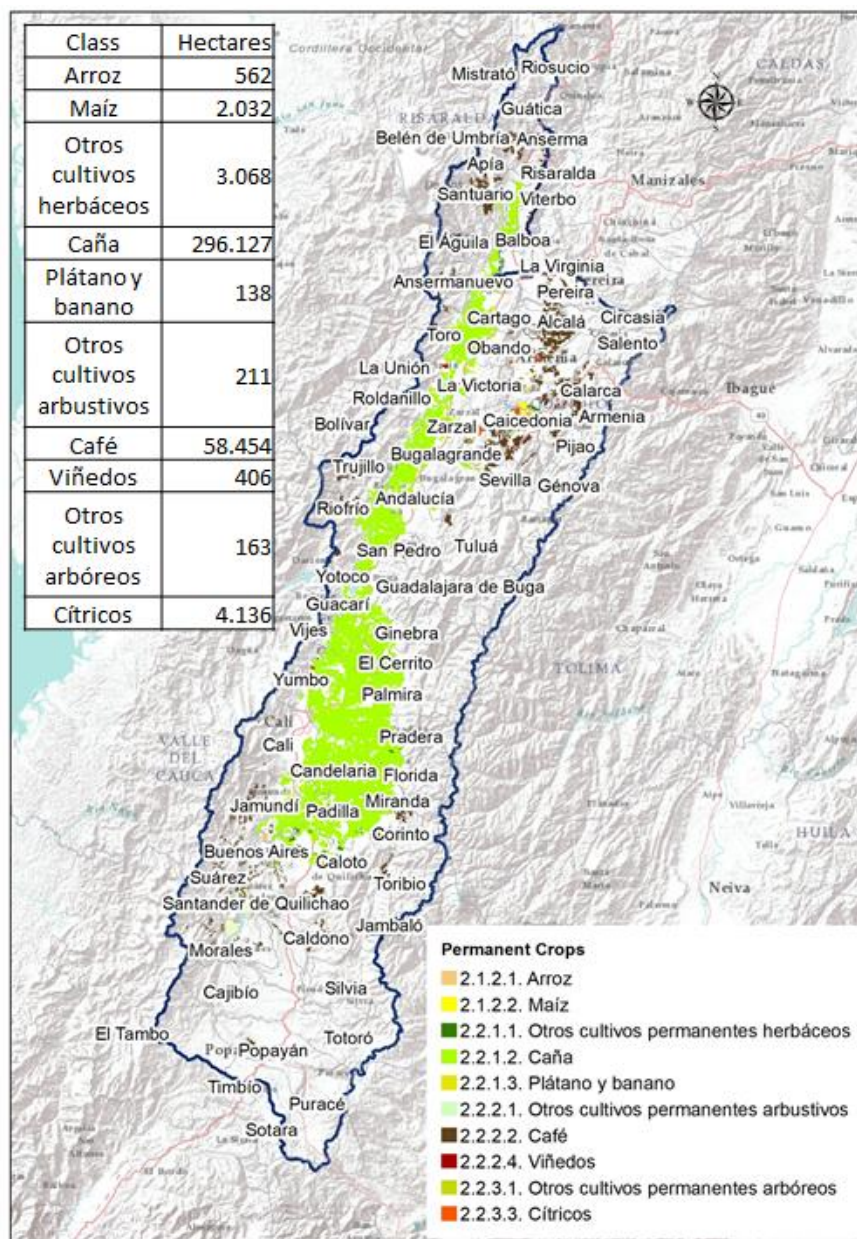 Class Hectares
Arroz 562
Maíz 2.032
Otros
cultivos
herbáceos 3.068
Caña 296.127
Plátano y
banano 138
Otros
cultivos
arbustivos 211
Café 58.454
Viñedos 406
Otros
cultivos
arbóreos 163
Cítricos 4.136
Cordillera Occidental
CALDAS
Riosucio
Mistrató
Guática
RISARALDA
Belén de Umbría Anserma
Apía
Risaralda
Manizales
Santuario
Viterbo
El Águila
Balboa
La Virginia
Ansermanuevo
Pereira
Cartago
Alcalá
Circasia
Toro
Obando
Salento
La Unión
La Victoria
Calarca
Ibagué
Roldanillo
Bolívar
Zarzal
Caicedonia
Armenia
Bugalagrande
Pijao
Trujillo
Sevilla
Génova
Andalucía
Riofrío
San Pedro
Tuluá
Yotoco
Guadalajara de Buga
Guacarí
Vijes
Ginebra
El Cerrito
TOLIMA
Yumbo
Palmira
Cali
Pradera
VALLE
DEL
CAUCA
Candelaria
Florida
Jamundí
Padilla
Miranda
Corinto
HUILA
Buenos Aires
Caloto
Suárez
Toribio
Neiva
Santander de Quilichao
Jambaló
Morales
Caldono
Cajibío
Silvia
El Tambo
Totoró
Popayán
Timbío
Puracé
Sotara
Permanent Crops
2.1.2.1. Arroz
2.1.2.2. Maíz
2.2.1.1. Otros cultivos permanentes herbáceos
2.2.1.2. Caña
2.2.1.3. Plátano y banano
2.2.2.1. Otros cultivos permanentes arbustivos
2.2.2.2. Café
2.2.2.4. Viñedos
2.2.3.1. Otros cultivos permanentes arbóreos
2.2.3.3. Cítricos